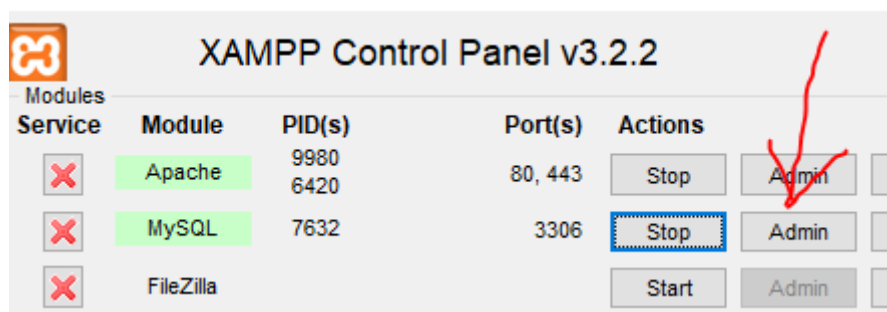 XAMPP Control Panel v3.2.2
Modules
Service Module PID(s) Port(s) Actions
Apache 9980 6420 80, 443 Stop Admin
MySQL 7632 3306 Stop Admin
FileZilla Start Admin